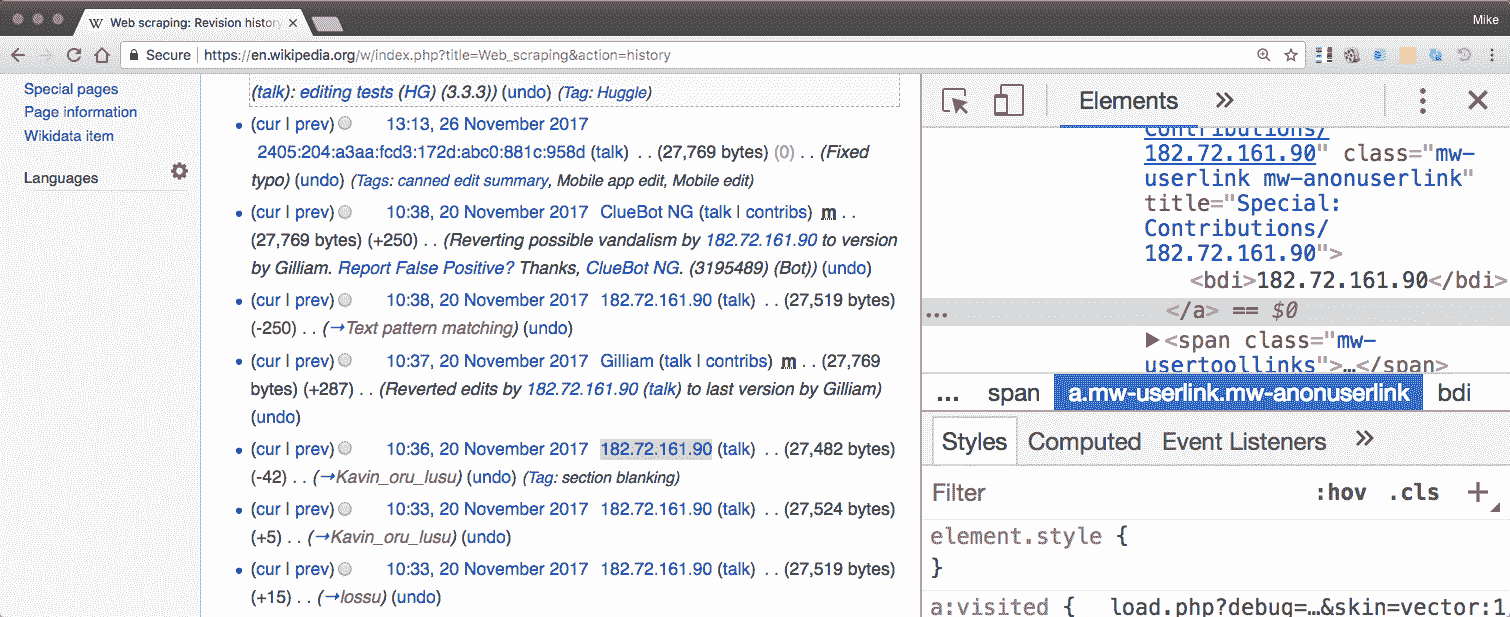 Web scraping: Revision history
Mike
Secure | https://en.wikipedia.org/w/index.php?title=Web_scraping&action=history
Special pages
Page information
Wikidata item
Languages
(talk): editing tests (HG) (3.3.3)) (undo) (Tag: Huggle)
(cur | prev) 13:13, 26 November 2017
2405:204:a3aa:fcd3:172d:abc0:881c:958d (talk) . . (27,769 bytes) (0) . . (Fixed
typo) (undo) (Tags: canned edit summary, Mobile app edit, Mobile edit)
(cur | prev) 10:38, 20 November 2017 ClueBot NG (talk | contribs) m . .
(27,769 bytes) (+250) . . (Reverting possible vandalism by 182.72.161.90 to version
by Gilliam. Report False Positive? Thanks, ClueBot NG. (3195489) (Bot)) (undo)
(cur | prev) 10:38, 20 November 2017 182.72.161.90 (talk) . . (27,519 bytes)
(-250) . . (→Text pattern matching) (undo)
(cur | prev) 10:37, 20 November 2017 Gilliam (talk | contribs) m . . (27,769
bytes) (+287) . . (Reverted edits by 182.72.161.90 (talk) to last version by Gilliam)
(undo)
(cur | prev) 10:36, 20 November 2017 182.72.161.90 (talk) . . (27,482 bytes)
(-42) . . (→Kavin_oru_lusu) (undo) (Tag: section blanking)
(cur | prev) 10:33, 20 November 2017 182.72.161.90 (talk) . . (27,524 bytes)
(+5) . . (→Kavin_oru_lusu) (undo)
(cur | prev) 10:33, 20 November 2017 182.72.161.90 (talk) . . (27,519 bytes)
(+15) . . (→lossu) (undo)
Elements »
Contributions/
182.72.161.90" class="mw-
userlink mw-anonuserlink"
title="Special:
Contributions/
182.72.161.90">
<bdi>182.72.161.90</bdi>
... </a> == $0
▶<span class="mw-
usertoollinks">…</span>
... span a.mw-userlink.mw-anonuserlink bdi
Styles Computed Event Listeners »
Filter :hov .cls +
element.style {
}
a:visited { load.php?debug=…&skin=vector:1